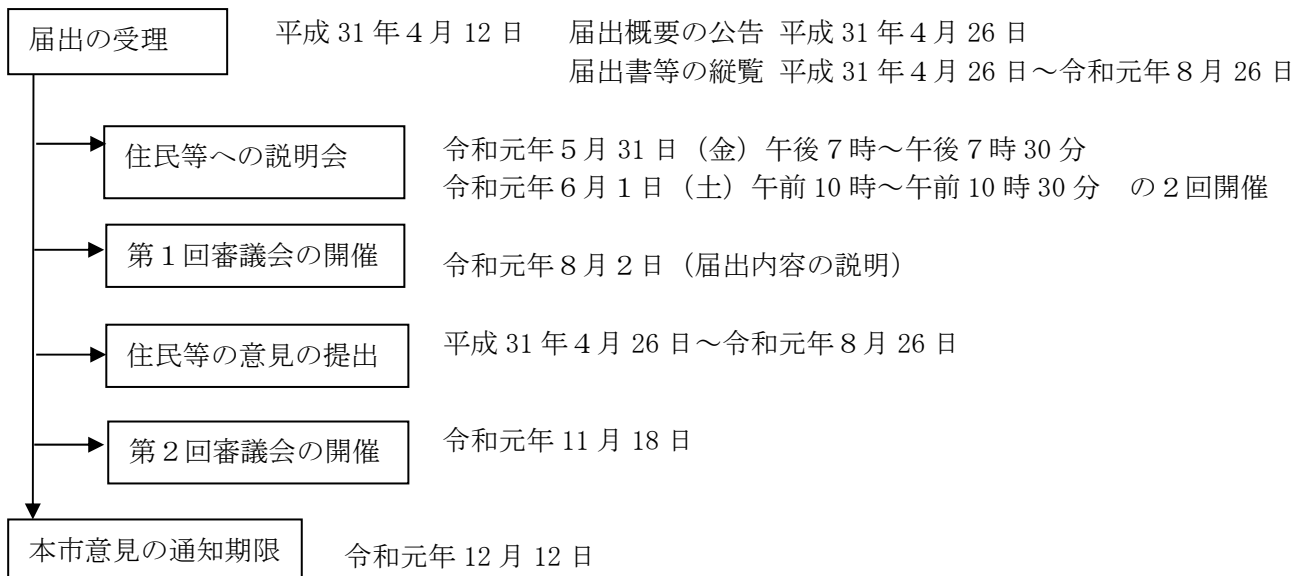 届出の受理　平成 31 年４月 12 日　届出概要の公告 平成 31 年４月 26 日
届出書等の縦覧 平成 31 年４月 26 日～令和元年８月 26 日
住民等への説明会　令和元年５月 31 日（金）午後７時～午後７時 30 分
令和元年６月１日（土）午前 10 時～午前 10 時 30 分　の２回開催
第１回審議会の開催　令和元年８月２日（届出内容の説明）
住民等の意見の提出　平成 31 年４月 26 日～令和元年８月 26 日
第２回審議会の開催　令和元年 11 月 18 日
本市意見の通知期限　令和元年 12 月 12 日